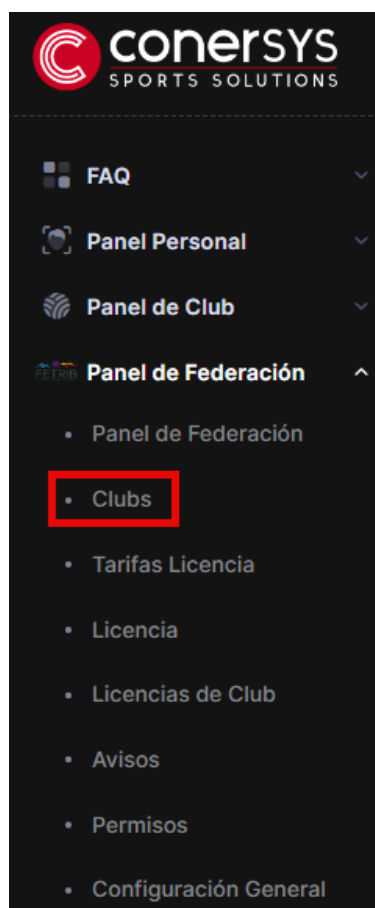 conersys
SPORTS SOLUTIONS
FAQ
Panel Personal
Panel de Club
FETRIB Panel de Federación
• Panel de Federación
• Clubs
• Tarifas Licencia
• Licencia
• Licencias de Club
• Avisos
• Permisos
• Configuración General